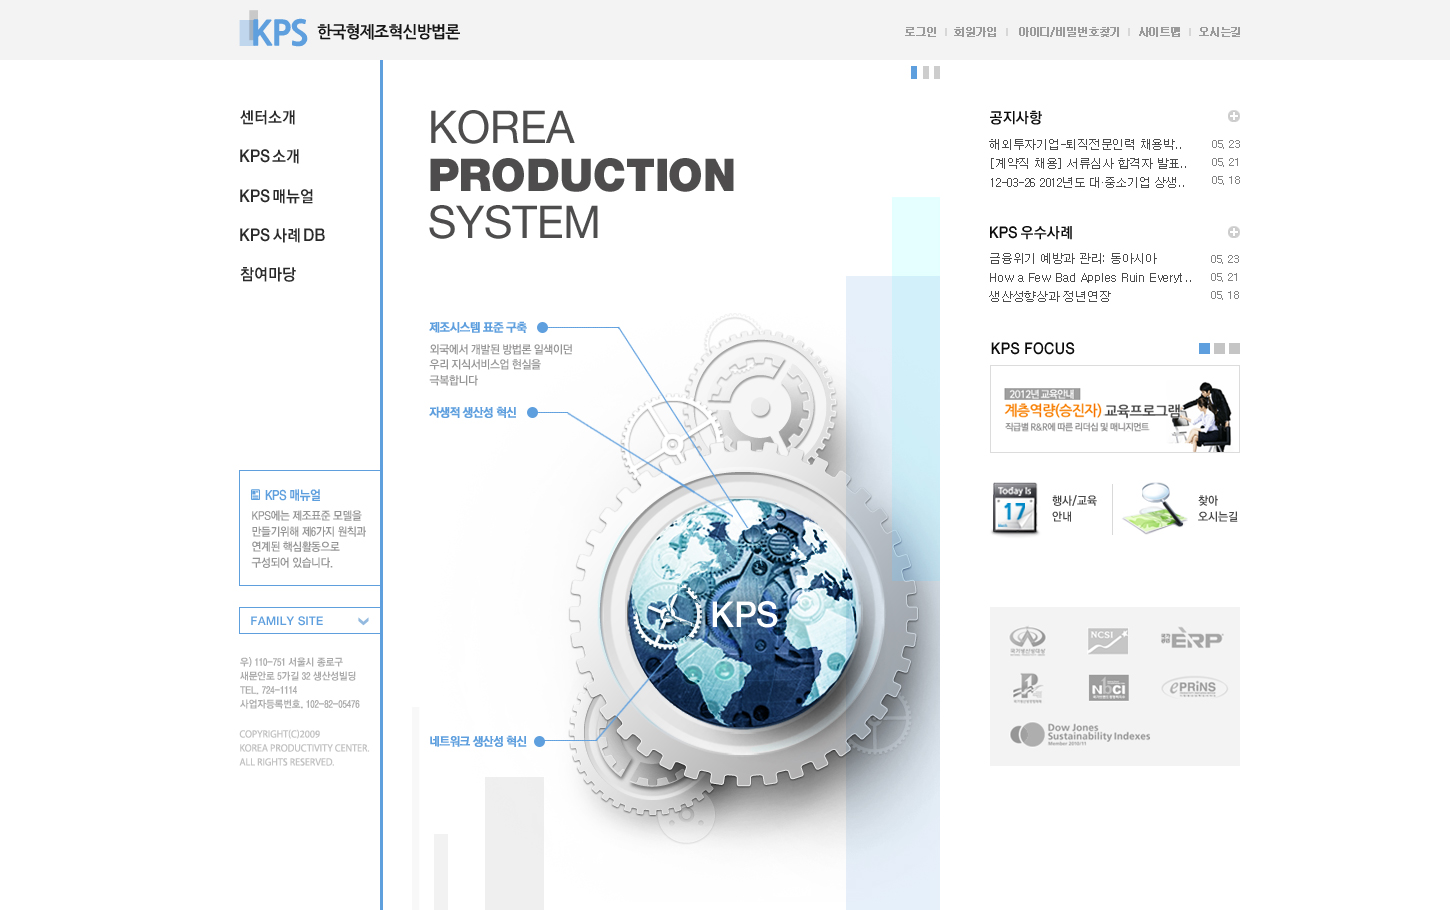 KPS 한국형제조혁신방법론
로그인 | 회원가입 | 아이디/비밀번호찾기 | 사이트맵 | 오시는길
센터소개
KPS 소개
KPS 매뉴얼
KPS 사례 DB
참여마당
KPS 매뉴얼
KPS에는 제조표준 모델을
만들기위해 제6가지 원칙과
연계된 핵심활동으로
구성되어 있습니다.
FAMILY SITE
우) 110-751 서울시 종로구
새문안로 5가길 32 생산성빌딩
TEL. 724-1114
사업자등록번호. 102-82-05476
COPYRIGHT(C)2009
KOREA PRODUCTIVITY CENTER.
ALL RIGHTS RESERVED.
KOREA
PRODUCTION
SYSTEM
제조시스템 표준 구축
외국에서 개발된 방법론 일색이던
우리 지식서비스업 현실을
극복합니다
자생적 생산성 혁신
KPS
네트워크 생산성 혁신
공지사항
해외투자기업-퇴직전문인력 채용박.. 05. 23
[계약직 채용] 서류심사 합격자 발표.. 05. 21
12-03-26 2012년도 대·중소기업 상생.. 05. 18
KPS 우수사례
금융위기 예방과 관리: 동아시아 05. 23
How a Few Bad Apples Ruin Everyt.. 05. 21
생산성향상과 정년연장 05. 18
KPS FOCUS
2012년 교육안내
계층역량(승진자) 교육프로그램
직급별 R&R에 따른 리더십 및 매니지먼트
Today Is
17
행사/교육
안내
찾아
오시는길
국가생산성대상
NCSI
ERP
NBCI
ePRiNS
Dow Jones
Sustainability Indexes
Member 2010/11